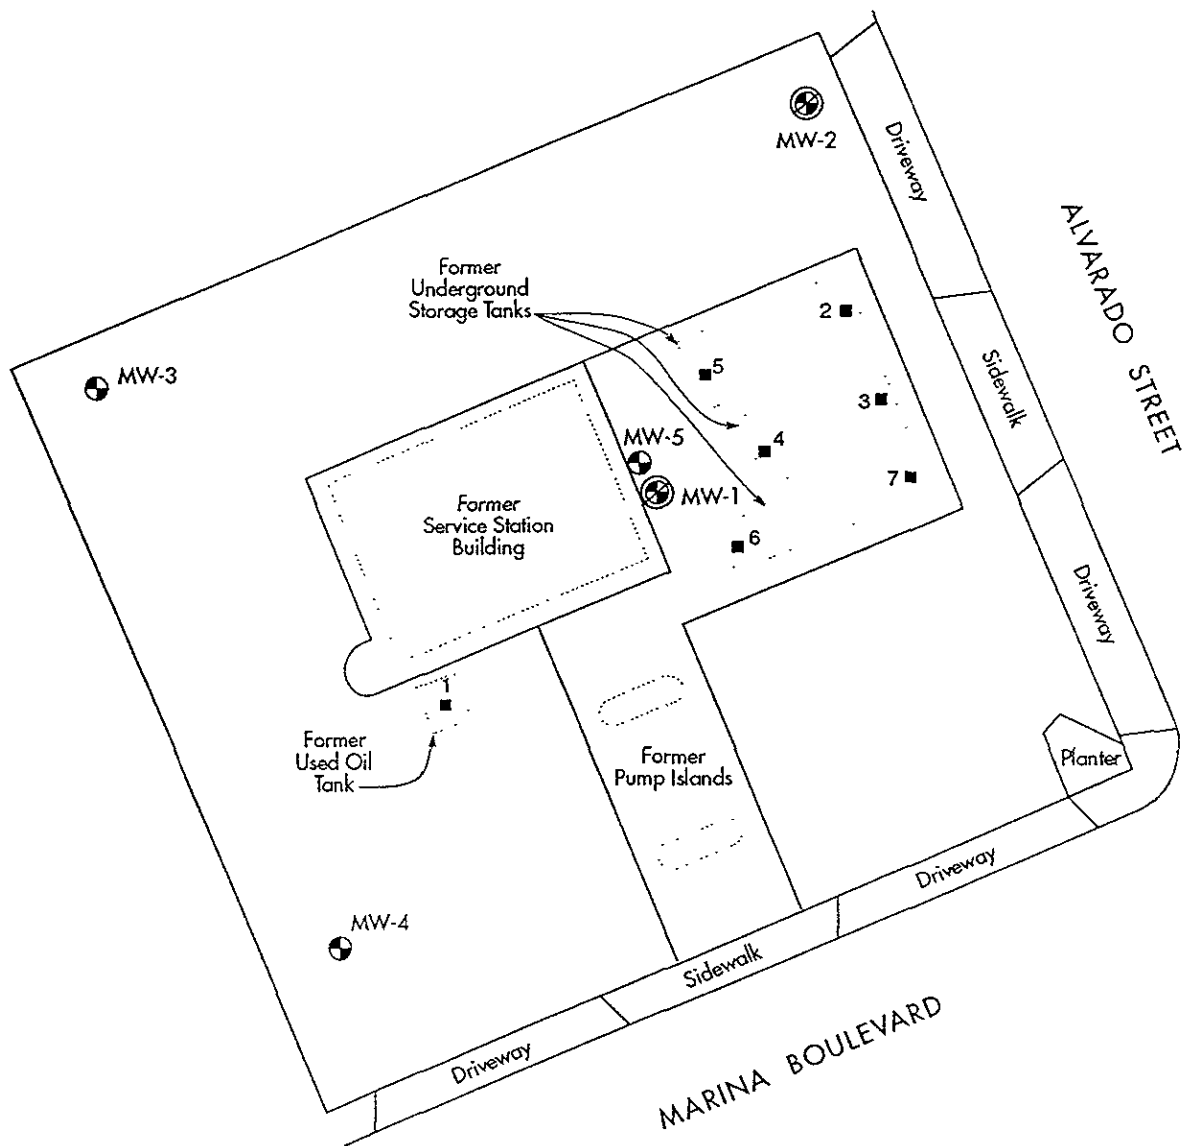 MW-2
Driveway
ALVARADO STREET
Former
Underground
Storage Tanks
2
5
Sidewalk
MW-3
3
MW-5
4
7
MW-1
Former
Service Station
Building
6
Driveway
1
Former
Used Oil
Tank
Former
Pump Islands
Planter
Driveway
MW-4
Sidewalk
Driveway
MARINA BOULEVARD